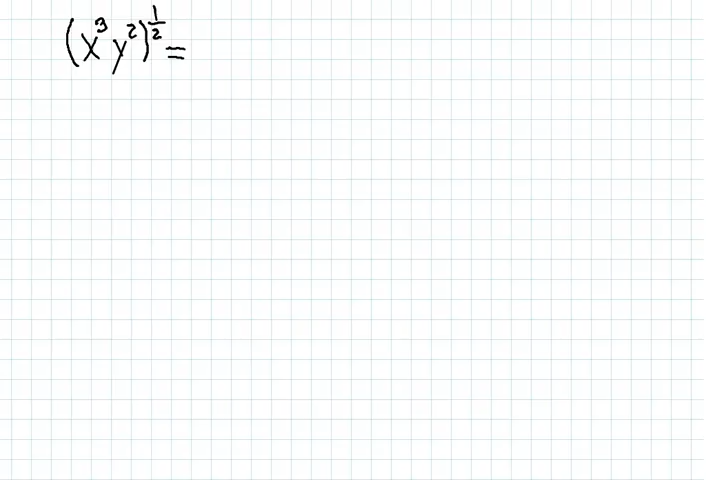 (x³y²)^{1/2} =